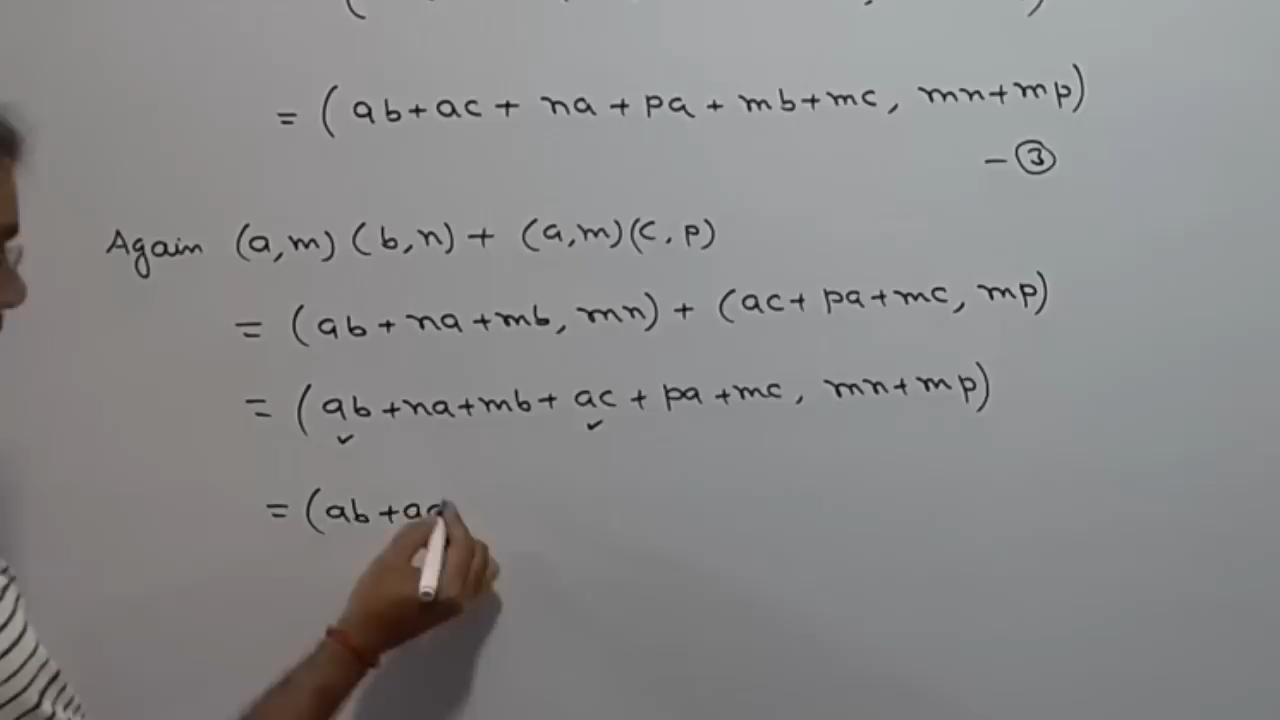 = (ab+ac+na+pa+mb+mc, mn+mp)
- ③
Again (a,m) (b,n) + (a,m)(c,p)
= (ab+na+mb, mn) + (ac+pa+mc, mp)
= (ab+na+mb+ac+pa+mc, mn+mp)
= (ab+ac